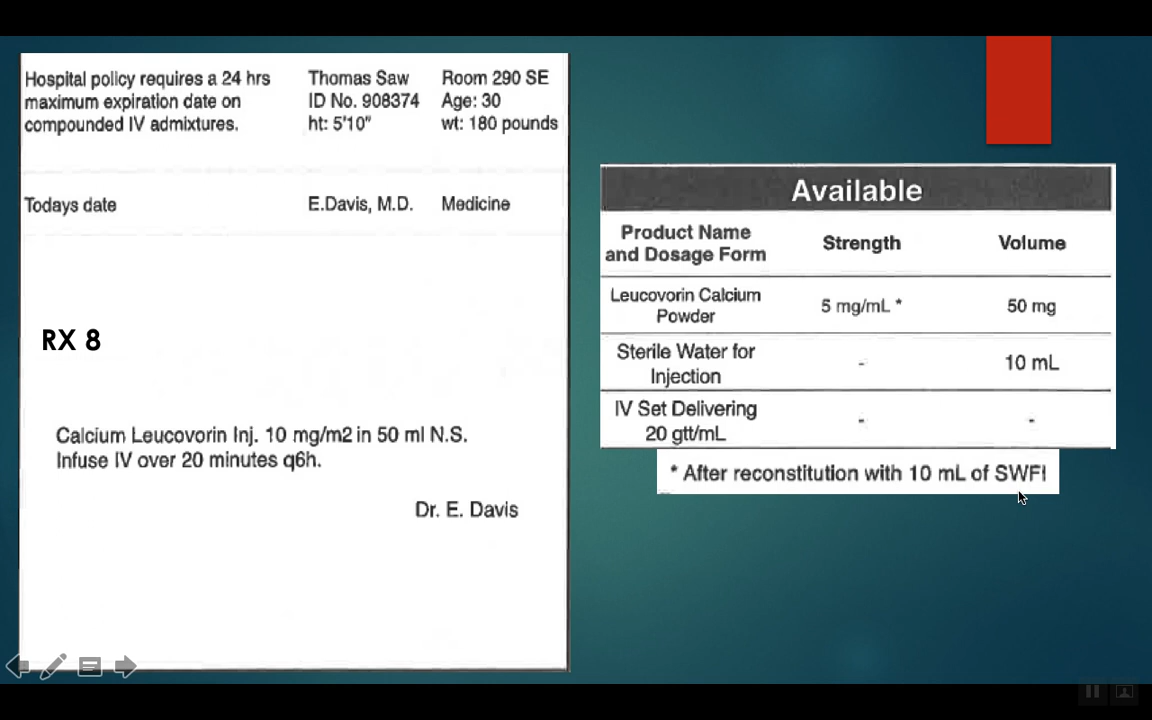 Hospital policy requires a 24 hrs
maximum expiration date on
compounded IV admixtures.
Thomas Saw
ID No. 908374
ht: 5'10"
Room 290 SE
Age: 30
wt: 180 pounds
Todays date
E.Davis, M.D.
Medicine
RX 8
Calcium Leucovorin Inj. 10 mg/m2 in 50 ml N.S.
Infuse IV over 20 minutes q6h.
Dr. E. Davis
Available
Product Name
and Dosage Form
Strength
Volume
Leucovorin Calcium
Powder
5 mg/mL *
50 mg
Sterile Water for
Injection
-
10 mL
IV Set Delivering
20 gtt/mL
-
-
* After reconstitution with 10 mL of SWFI